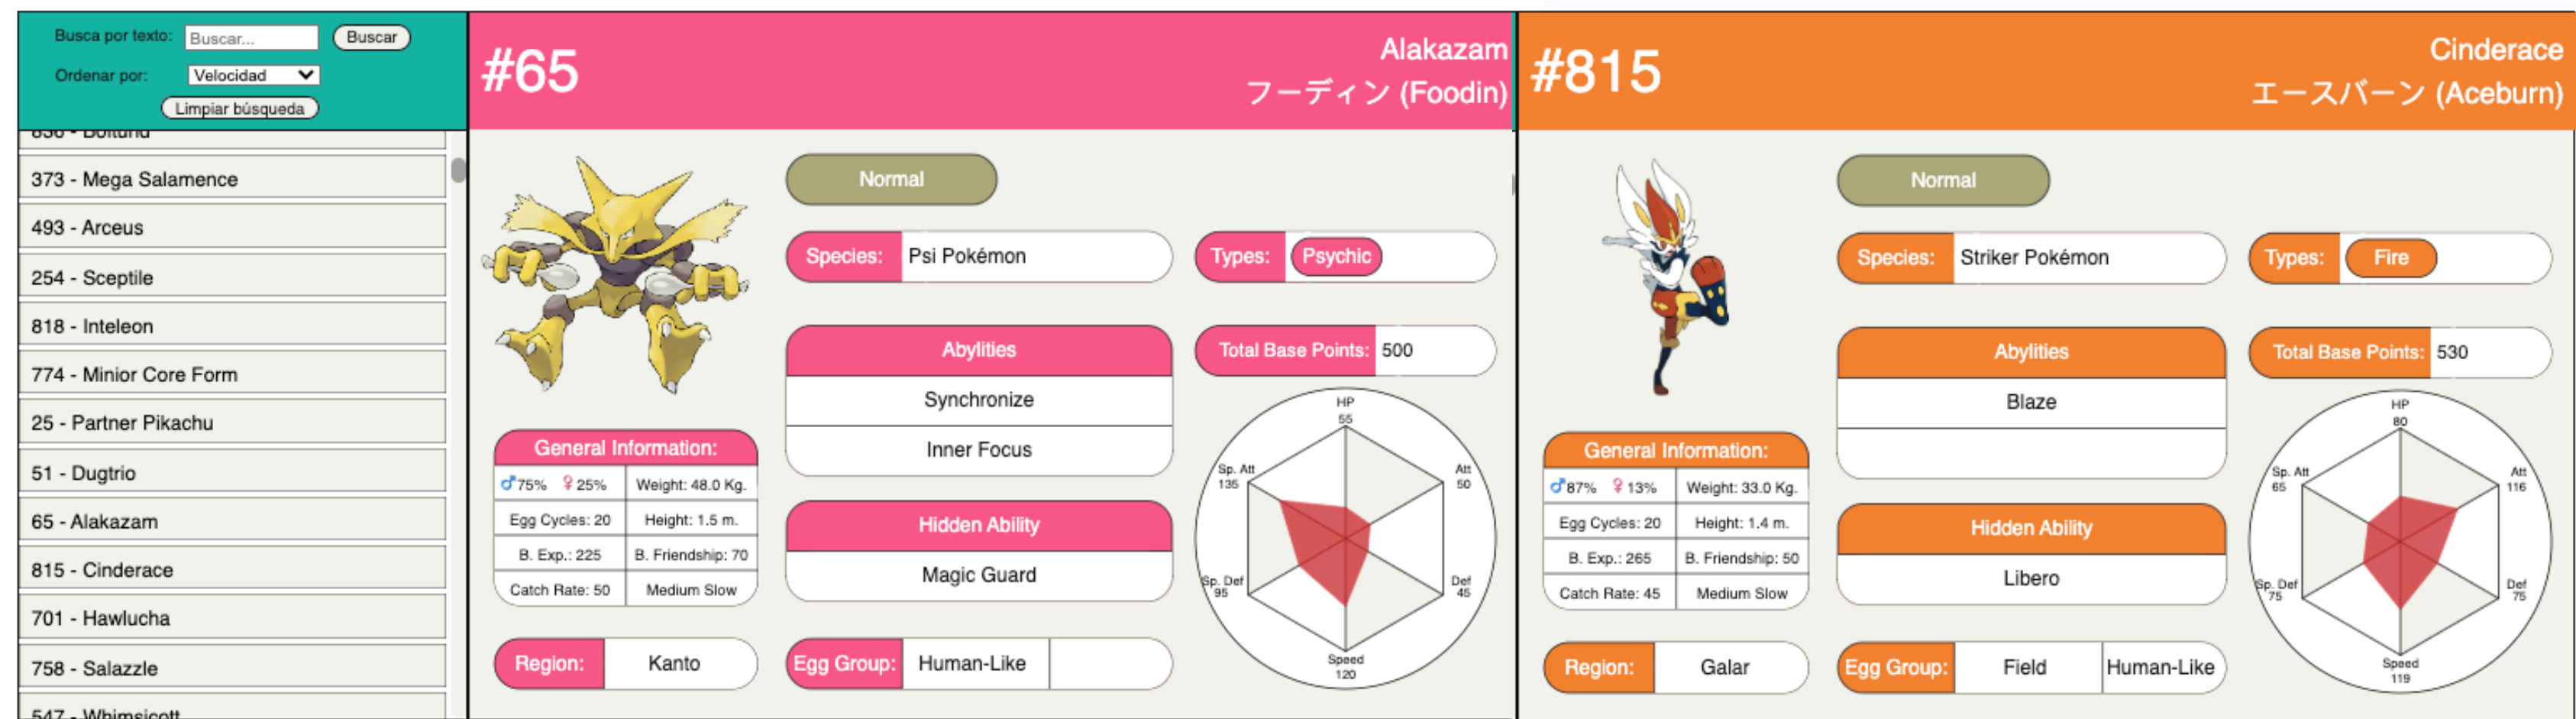 Busca por texto: Buscar... Buscar
Ordenar por: Velocidad
Limpiar búsqueda
836 - Boltund
373 - Mega Salamence
493 - Arceus
254 - Sceptile
818 - Inteleon
774 - Minior Core Form
25 - Partner Pikachu
51 - Dugtrio
65 - Alakazam
815 - Cinderace
701 - Hawlucha
758 - Salazzle
547 - Whimsicott
#65
Alakazam
フーディン (Foodin)
Normal
Species: Psi Pokémon
Types: Psychic
Abylities
Synchronize
Inner Focus
Total Base Points: 500
Hidden Ability
Magic Guard
General Information:
♂75% ♀25% Weight: 48.0 Kg.
Egg Cycles: 20 Height: 1.5 m.
B. Exp.: 225 B. Friendship: 70
Catch Rate: 50 Medium Slow
Region: Kanto
Egg Group: Human-Like
HP
55
Att
50
Def
45
Speed
120
Sp. Def
95
Sp. Att
135
#815
Cinderace
エースバーン (Aceburn)
Normal
Species: Striker Pokémon
Types: Fire
Abylities
Blaze
Total Base Points: 530
Hidden Ability
Libero
General Information:
♂87% ♀13% Weight: 33.0 Kg.
Egg Cycles: 20 Height: 1.4 m.
B. Exp.: 265 B. Friendship: 50
Catch Rate: 45 Medium Slow
Region: Galar
Egg Group: Field Human-Like
HP
80
Att
116
Def
75
Speed
119
Sp. Def
75
Sp. Att
65